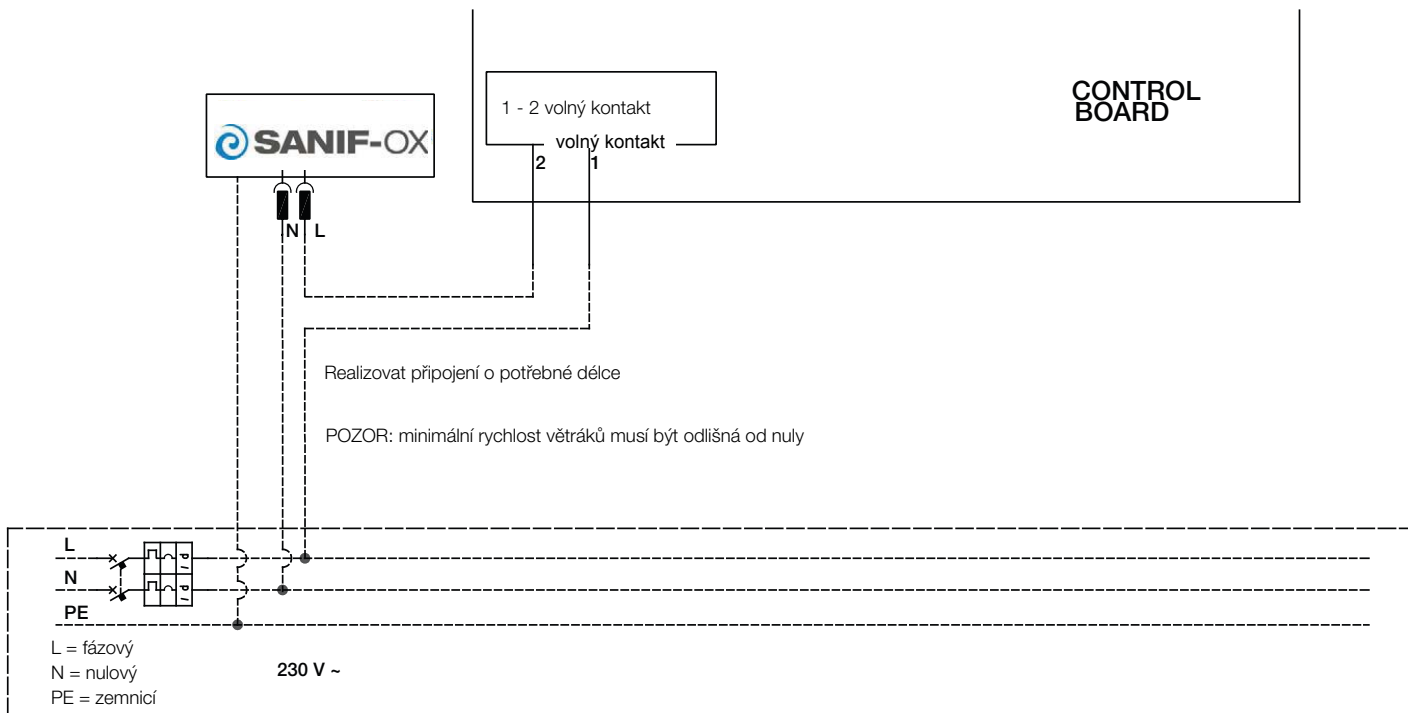 CONTROL
BOARD
1 - 2 volný kontakt
SANIF-OX
volný kontakt
2 1
N L
Realizovat připojení o potřebné délce
POZOR: minimální rychlost větráků musí být odlišná od nuly
L
N
PE
L = fázový
N = nulový
230 V ~
PE = zemnicí